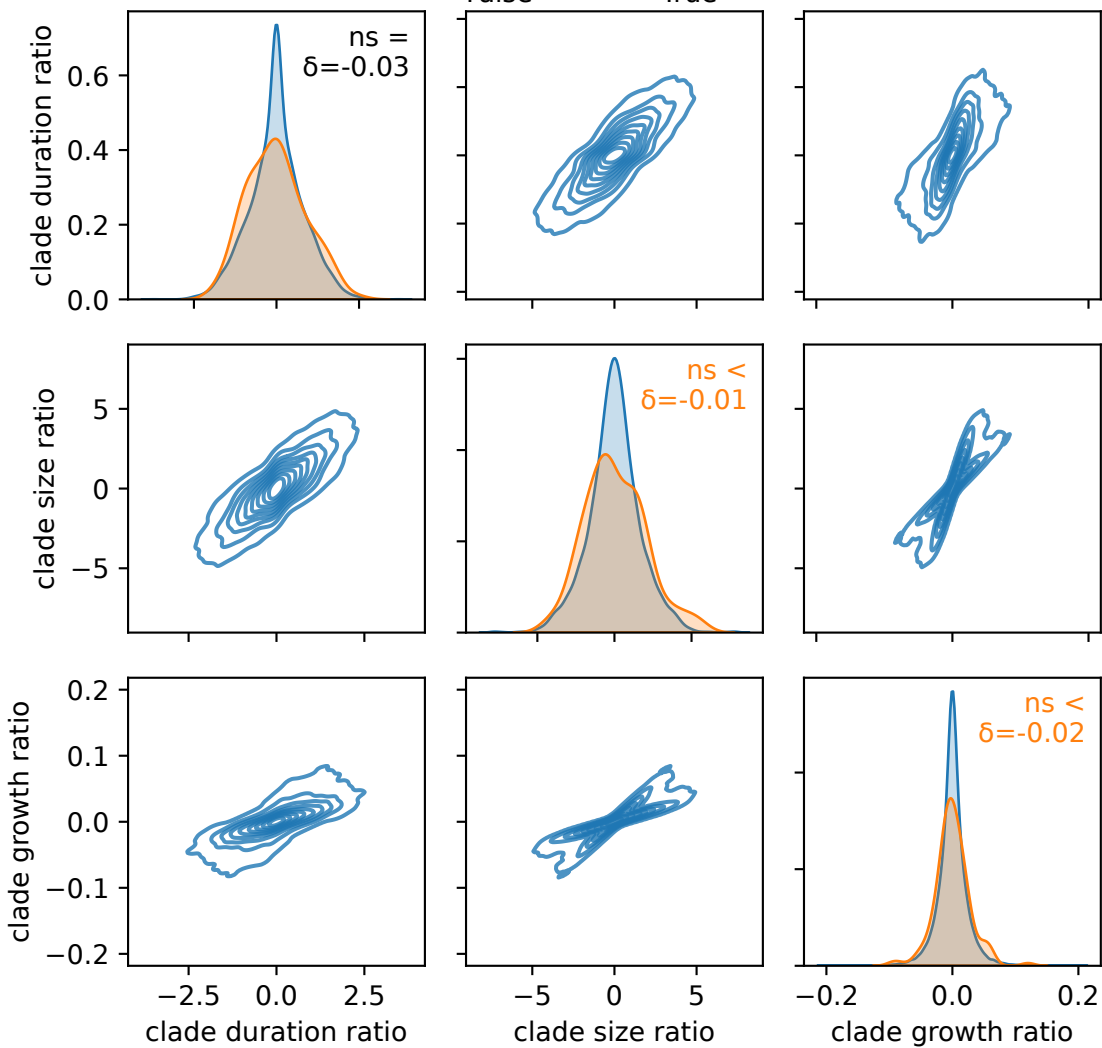 clade duration ratio
0.6
0.4
0.2
0.0
ns =
δ=-0.03
clade size ratio
5
0
−5
ns <
δ=-0.01
clade growth ratio
0.2
0.1
0.0
−0.1
−0.2
ns <
δ=-0.02
−2.5 0.0 2.5
−5 0 5
−0.2 0.0 0.2
clade duration ratio
clade size ratio
clade growth ratio